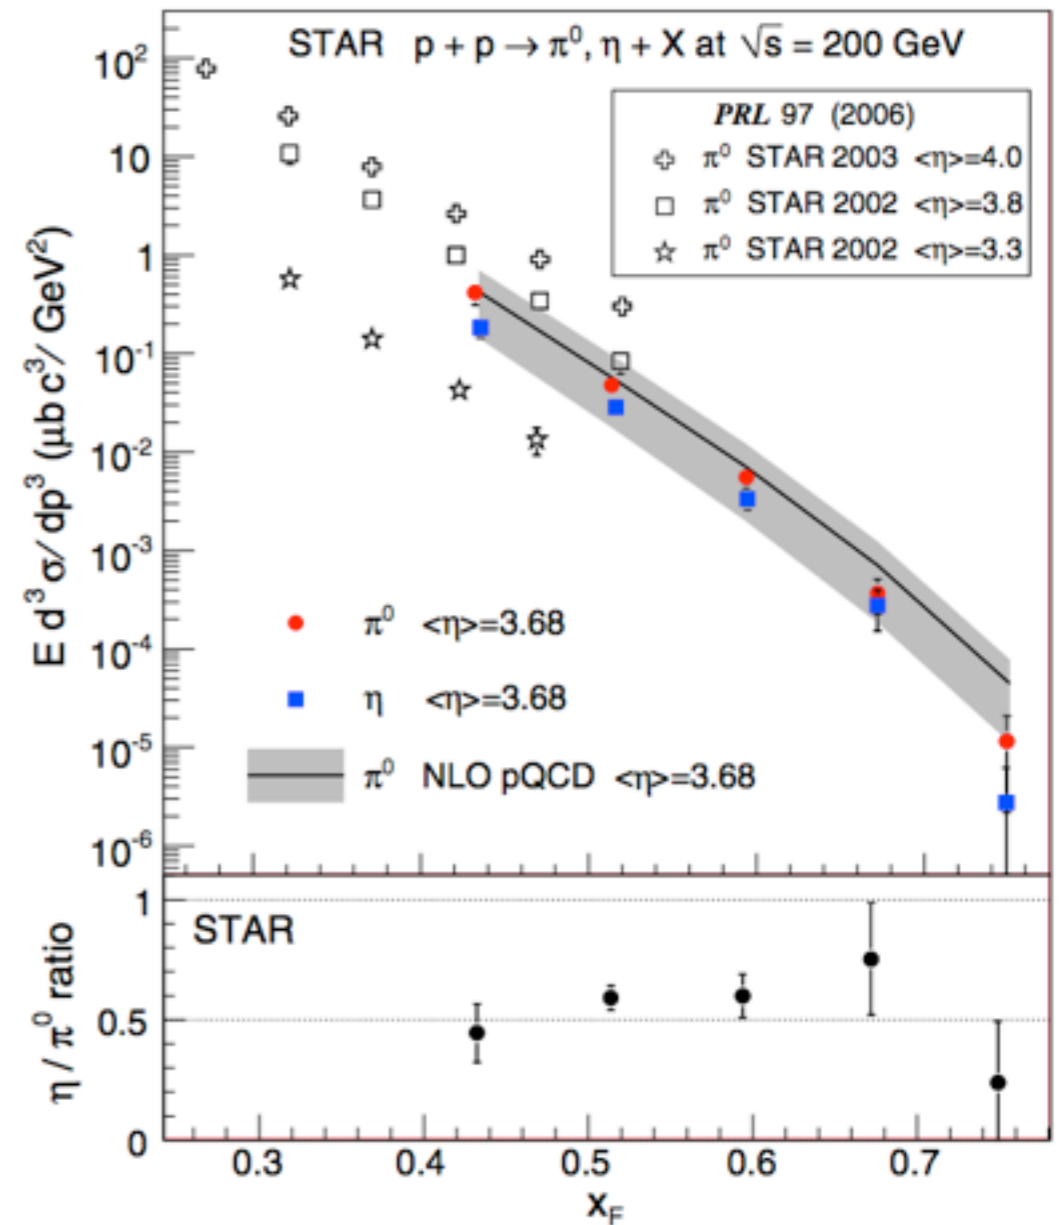 STAR p + p → π⁰, η + X at √s = 200 GeV
PRL 97 (2006)
π⁰ STAR 2003 <η>=4.0
π⁰ STAR 2002 <η>=3.8
π⁰ STAR 2002 <η>=3.3
E d³σ/dp³ (μb c³/GeV²)
10²
10
1
10⁻¹
10⁻²
10⁻³
10⁻⁴
10⁻⁵
10⁻⁶
π⁰ <η>=3.68
η <η>=3.68
π⁰ NLO pQCD <η>=3.68
STAR
η / π⁰ ratio
1
0.5
0
0.3 0.4 0.5 0.6 0.7
x_F